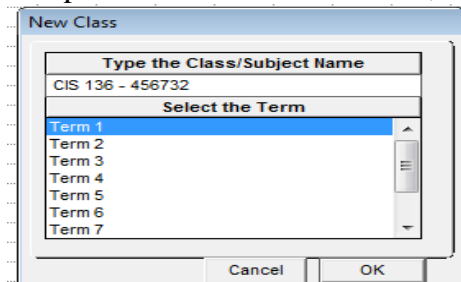 New Class
Type the Class/Subject Name
CIS 136 - 456732
Select the Term
Term 1
Term 2
Term 3
Term 4
Term 5
Term 6
Term 7
Cancel OK